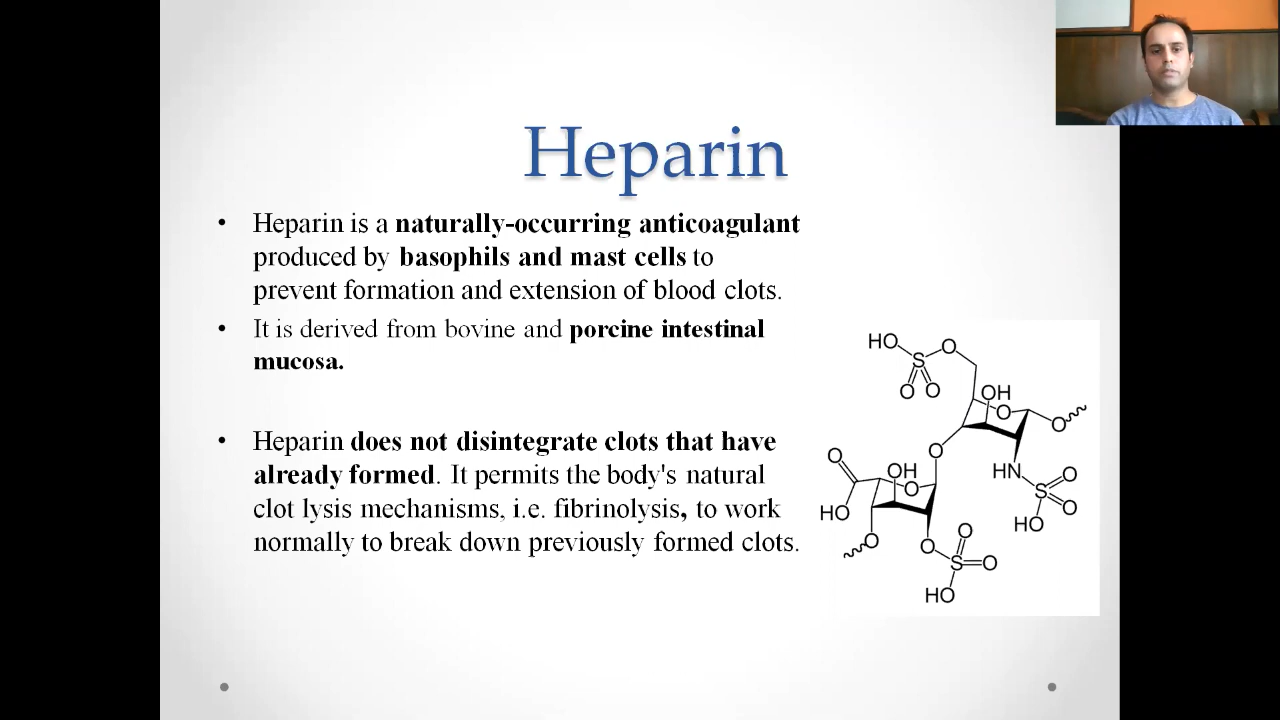 Heparin
• Heparin is a naturally-occurring anticoagulant
produced by basophils and mast cells to
prevent formation and extension of blood clots.
• It is derived from bovine and porcine intestinal
mucosa.
• Heparin does not disintegrate clots that have
already formed. It permits the body's natural
clot lysis mechanisms, i.e. fibrinolysis, to work
normally to break down previously formed clots.
HO
O
S
O
O
OH
O
O
O
O
OH
O
HN
O
S
O
HO
HO
O
O
O
S
O
HO